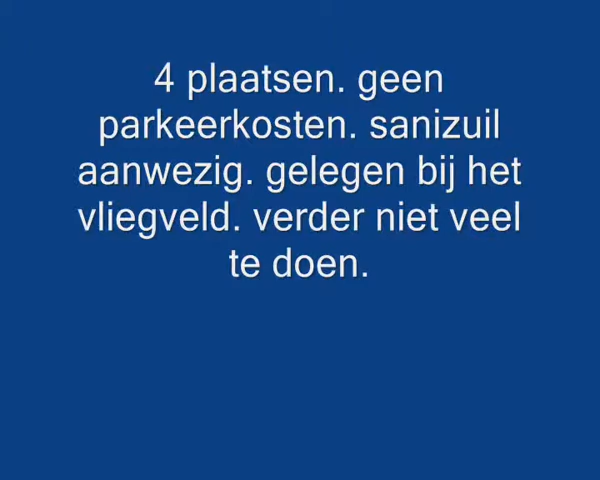 4 plaatsen. geen
parkeerkosten. sanizuil
aanwezig. gelegen bij het
vliegveld. verder niet veel
te doen.